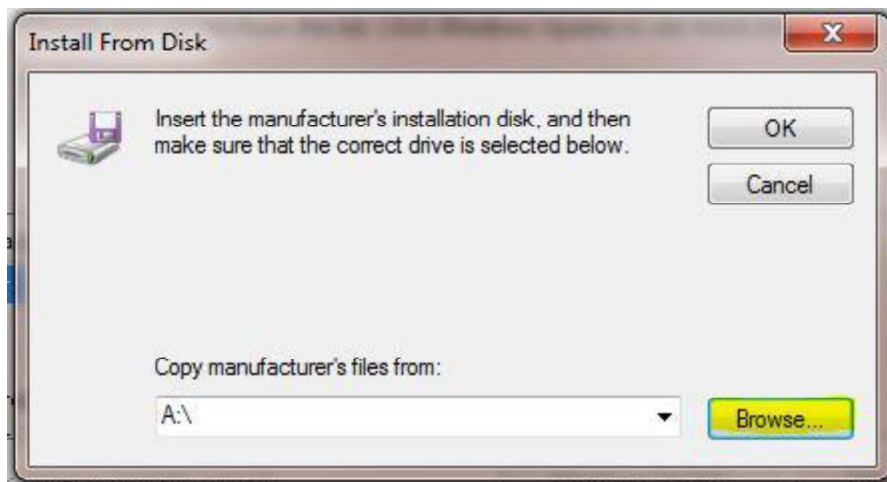 Install From Disk
Insert the manufacturer's installation disk, and then
make sure that the correct drive is selected below.
OK
Cancel
Copy manufacturer's files from:
A:\
Browse...